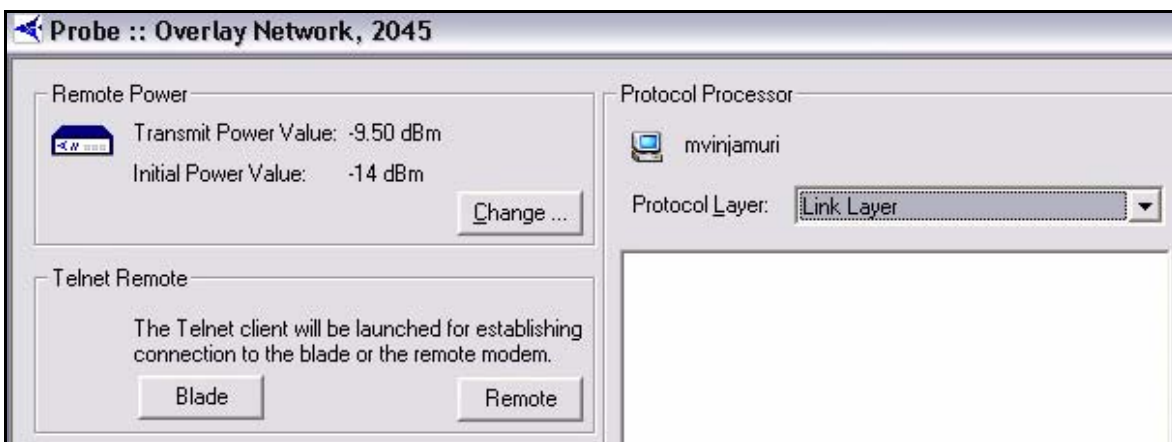 Probe :: Overlay Network, 2045
Remote Power
Transmit Power Value: -9.50 dBm
Initial Power Value: -14 dBm
Change ...
Telnet Remote
The Telnet client will be launched for establishing
connection to the blade or the remote modem.
Blade
Remote
Protocol Processor
mvinjamuri
Protocol Layer: Link Layer